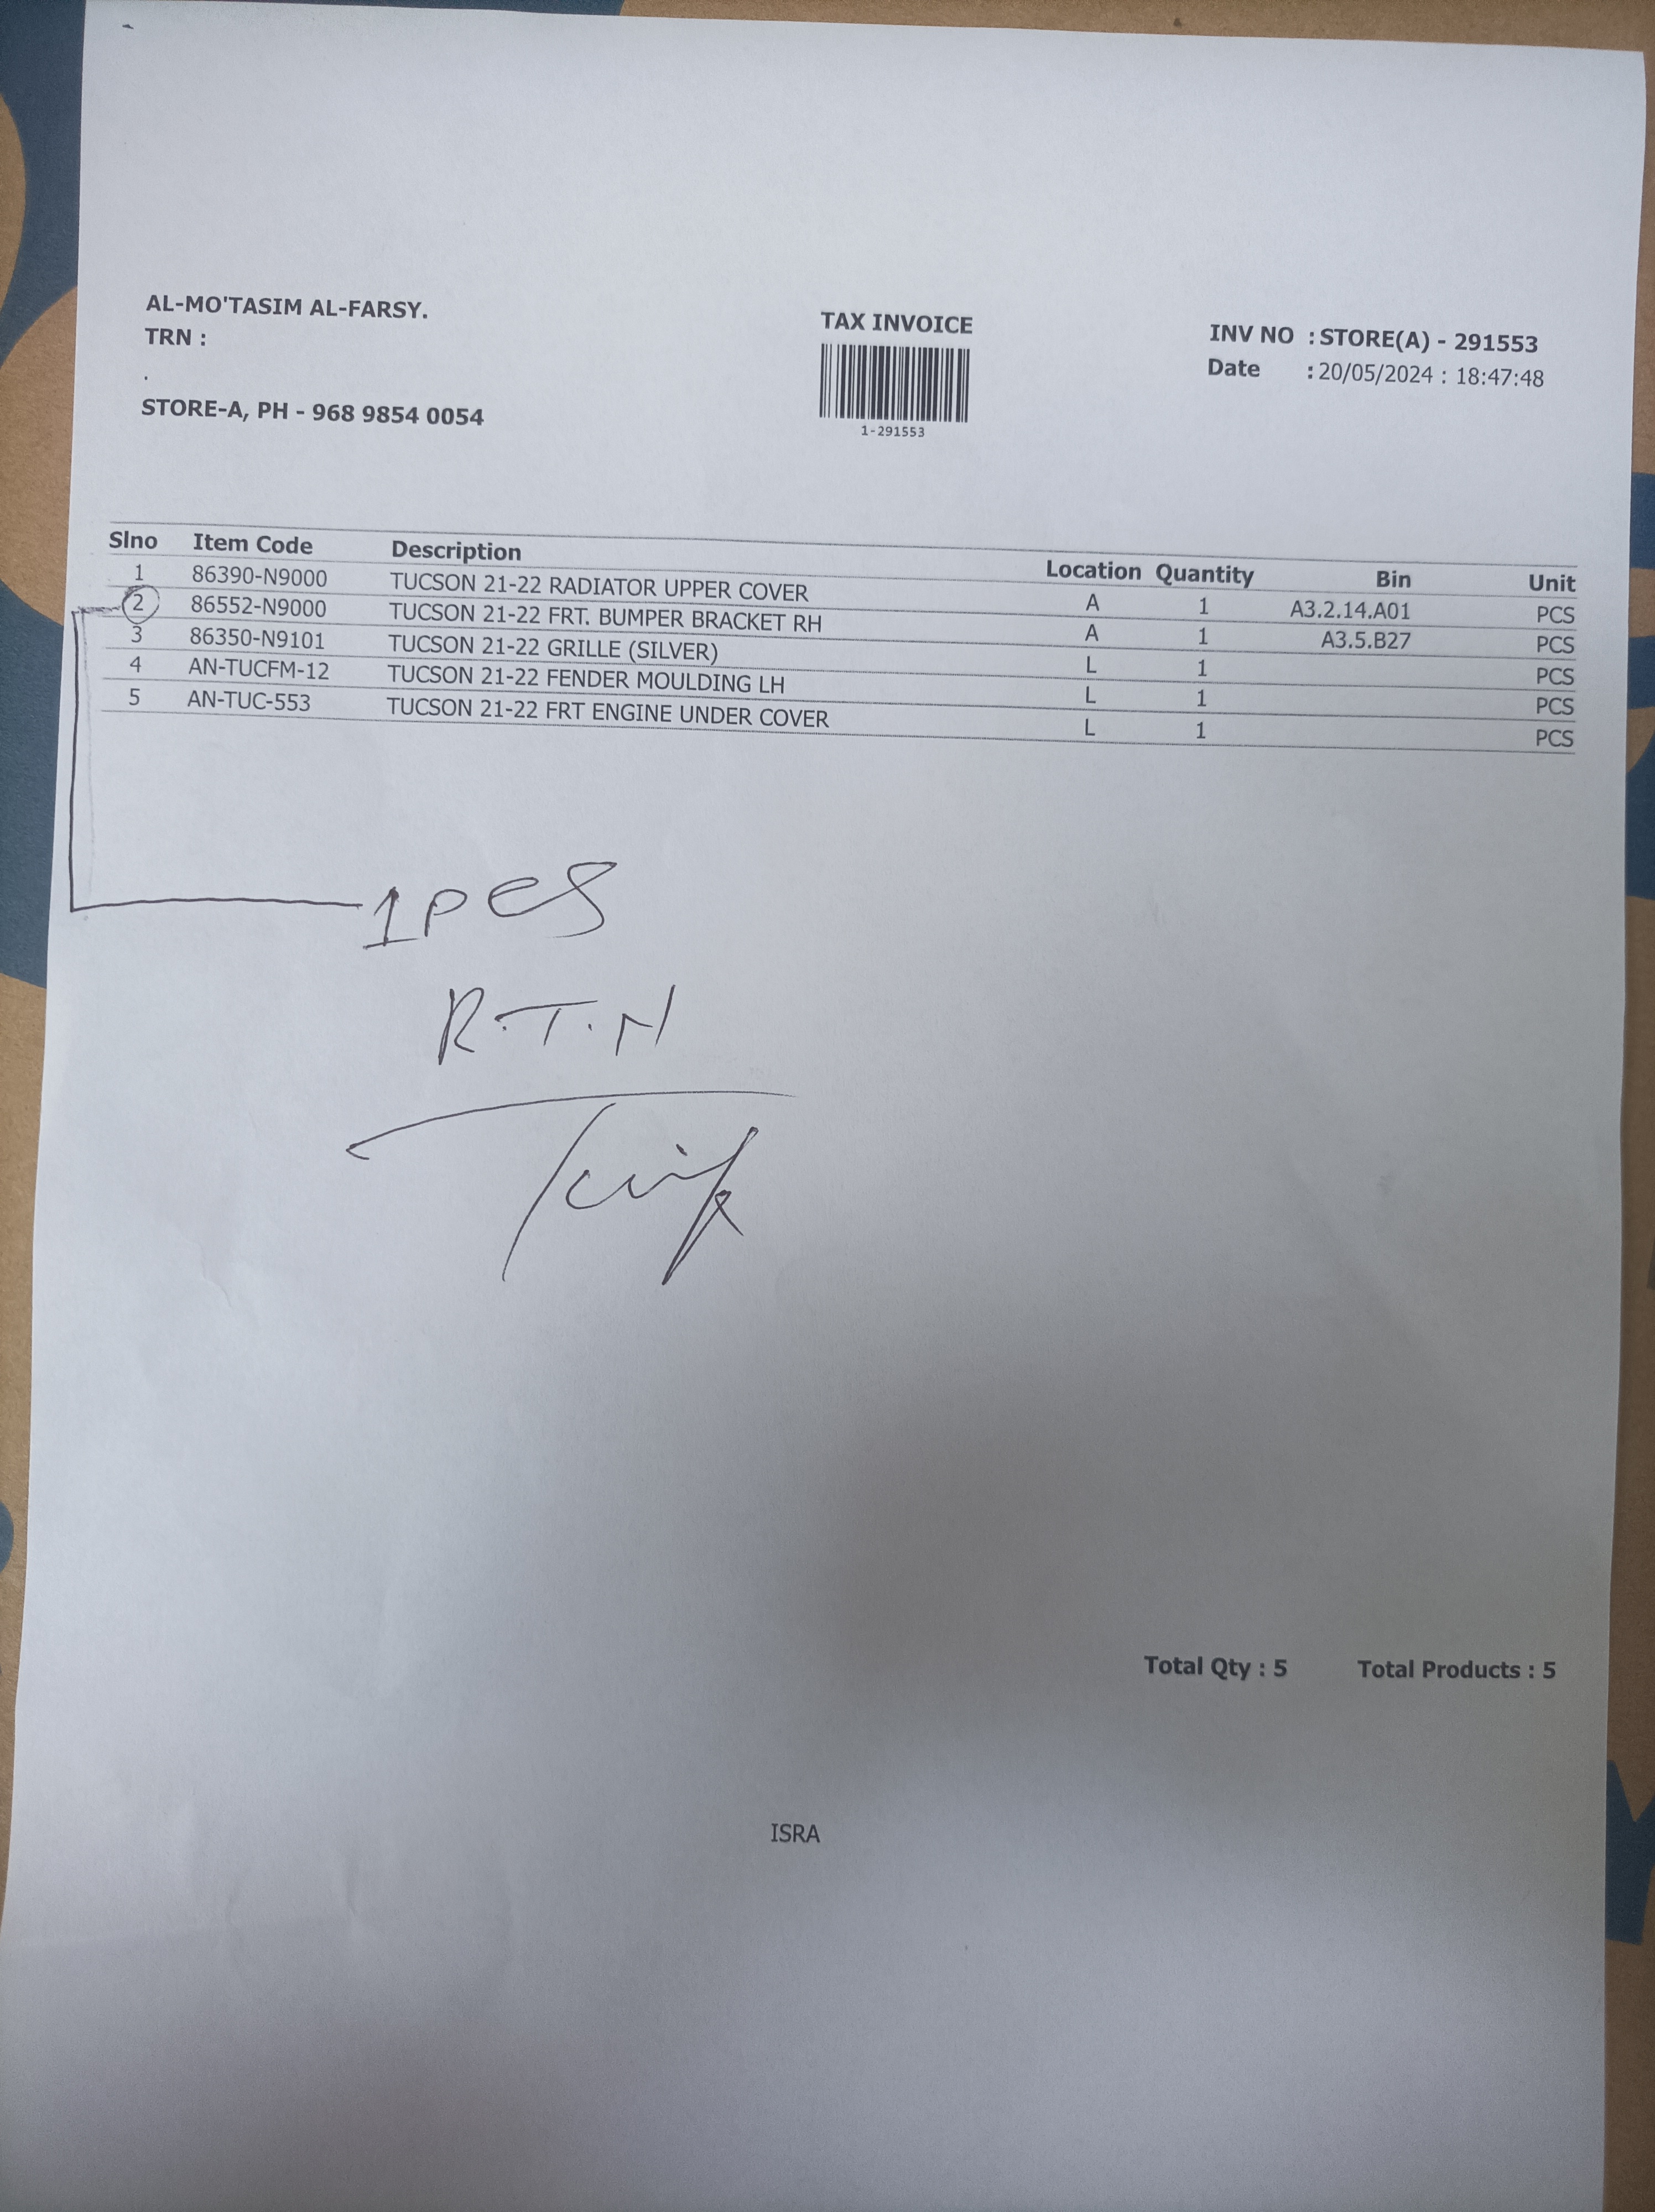 AL-MO'TASIM AL-FARSY.
TRN :
.
STORE-A, PH - 968 9854 0054
TAX INVOICE
1-291553
INV NO : STORE(A) - 291553
Date : 20/05/2024 : 18:47:48
Slno Item Code Description Location Quantity Bin Unit
1 86390-N9000 TUCSON 21-22 RADIATOR UPPER COVER A 1 A3.2.14.A01 PCS
2 86552-N9000 TUCSON 21-22 FRT. BUMPER BRACKET RH A 1 A3.5.B27 PCS
3 86350-N9101 TUCSON 21-22 GRILLE (SILVER) L 1 PCS
4 AN-TUCFM-12 TUCSON 21-22 FENDER MOULDING LH L 1 PCS
5 AN-TUC-553 TUCSON 21-22 FRT ENGINE UNDER COVER L 1 PCS
1 PCS
R.T.N
Total Qty : 5 Total Products : 5
ISRA